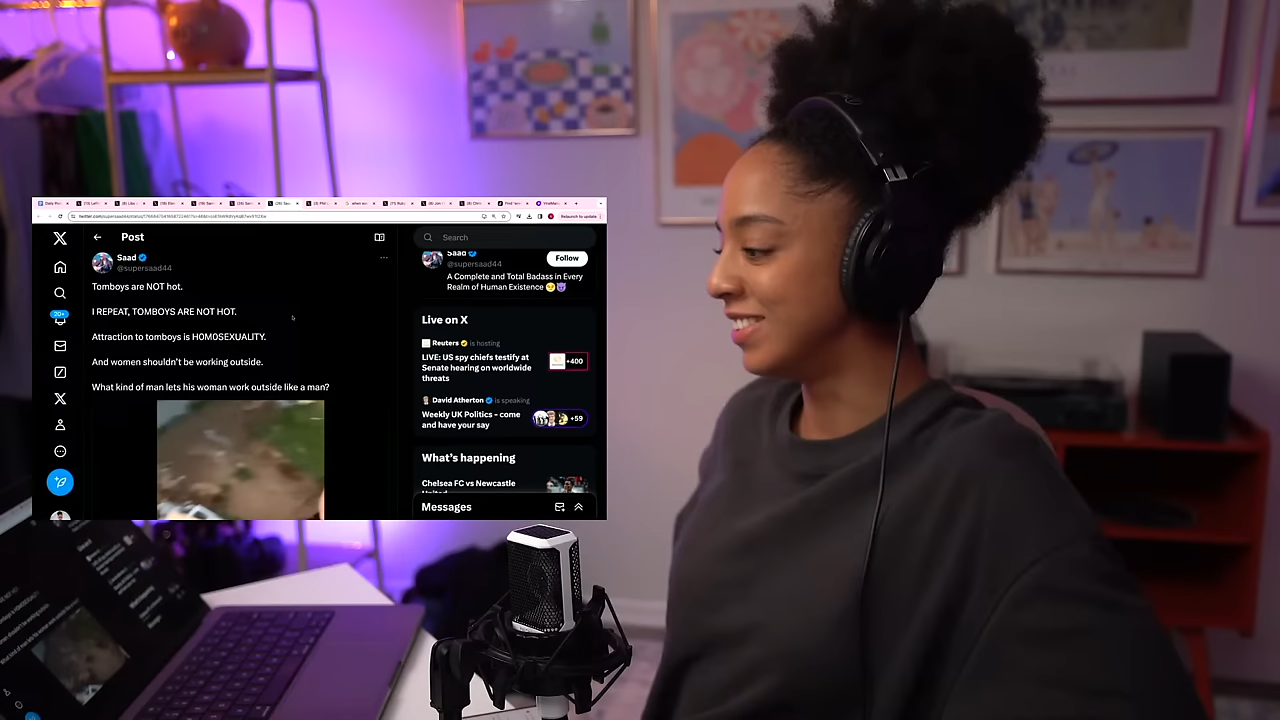 Post
Search
Saad
@supersaad44
Tomboys are NOT hot.
I REPEAT, TOMBOYS ARE NOT HOT.
Attraction to tomboys is HOMOSEXUALITY.
And women shouldn't be working outside.
What kind of man lets his woman work outside like a man?
20+
Saad
@supersaad44
Follow
A Complete and Total Badass in Every
Realm of Human Existence
Live on X
Reuters is hosting
LIVE: US spy chiefs testify at
Senate hearing on worldwide
threats
+400
David Atherton is speaking
Weekly UK Politics - come
and have your say
+59
What's happening
Chelsea FC vs Newcastle
United
Messages